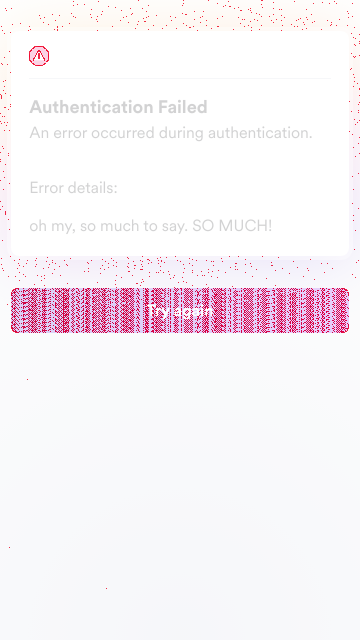 Authentication Failed
An error occurred during authentication.
Error details:
oh my, so much to say. SO MUCH!
Try again